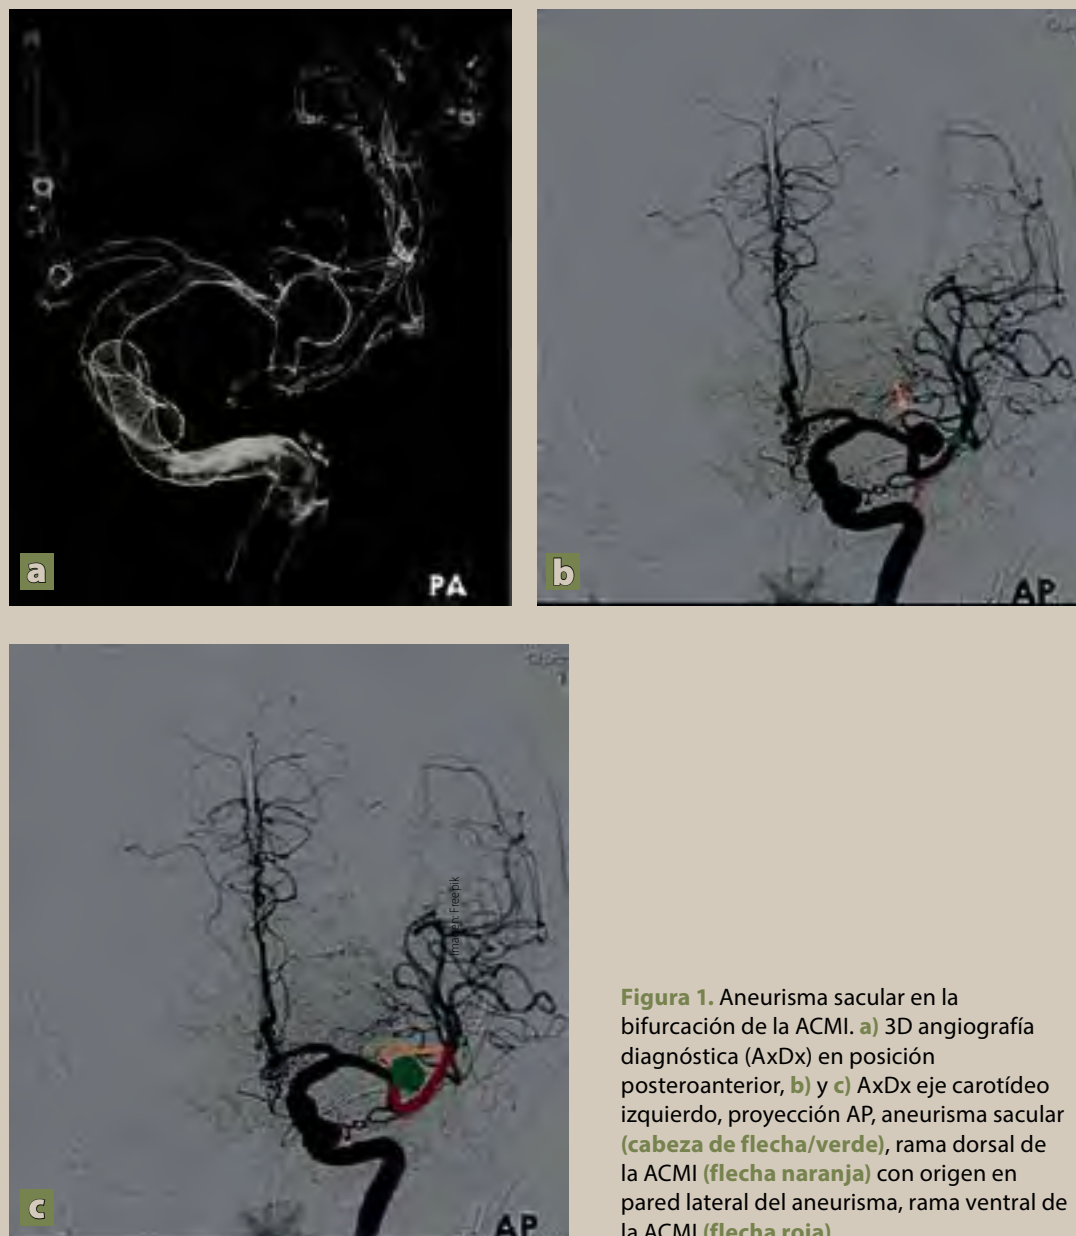 a
PA
b
AP
Imagen: Freepik
c
AP
Figura 1. Aneurisma sacular en la
bifurcación de la ACMI. a) 3D angiografía
diagnóstica (AxDx) en posición
posteroanterior, b) y c) AxDx eje carotídeo
izquierdo, proyección AP, aneurisma sacular
(cabeza de flecha/verde), rama dorsal de
la ACMI (flecha naranja) con origen en
pared lateral del aneurisma, rama ventral de
la ACMI (flecha roja)